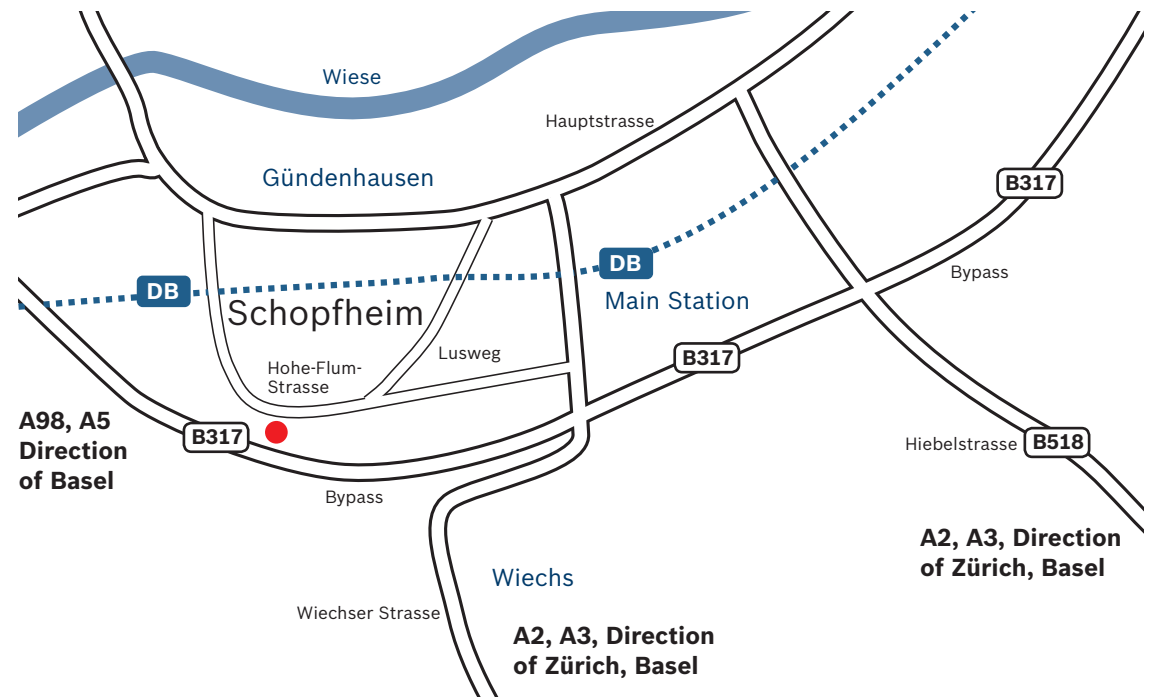 Wiese
Hauptstrasse
Gündenhausen
B317
DB
Main Station
Bypass
DB
Schopfheim
Lusweg
B317
Hohe-Flum-
Strasse
A98, A5
Direction
of Basel
B317
Bypass
Hiebelstrasse
B518
A2, A3, Direction
of Zürich, Basel
Wiechs
Wiechser Strasse
A2, A3, Direction
of Zürich, Basel